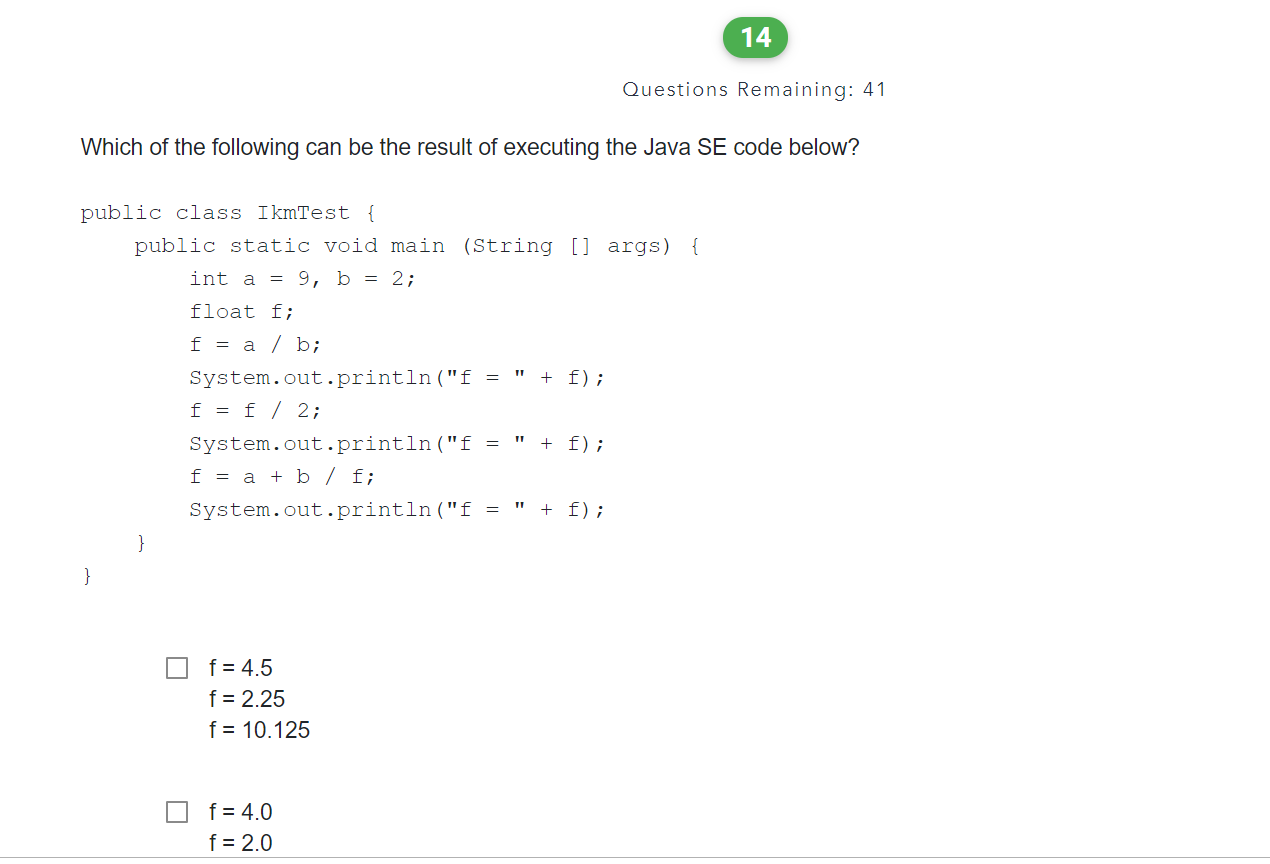 14
Questions Remaining: 41
Which of the following can be the result of executing the Java SE code below?
public class IkmTest {
    public static void main (String [] args) {
        int a = 9, b = 2;
        float f;
        f = a / b;
        System.out.println("f = " + f);
        f = f / 2;
        System.out.println("f = " + f);
        f = a + b / f;
        System.out.println("f = " + f);
    }
}
f = 4.5
f = 2.25
f = 10.125
f = 4.0
f = 2.0